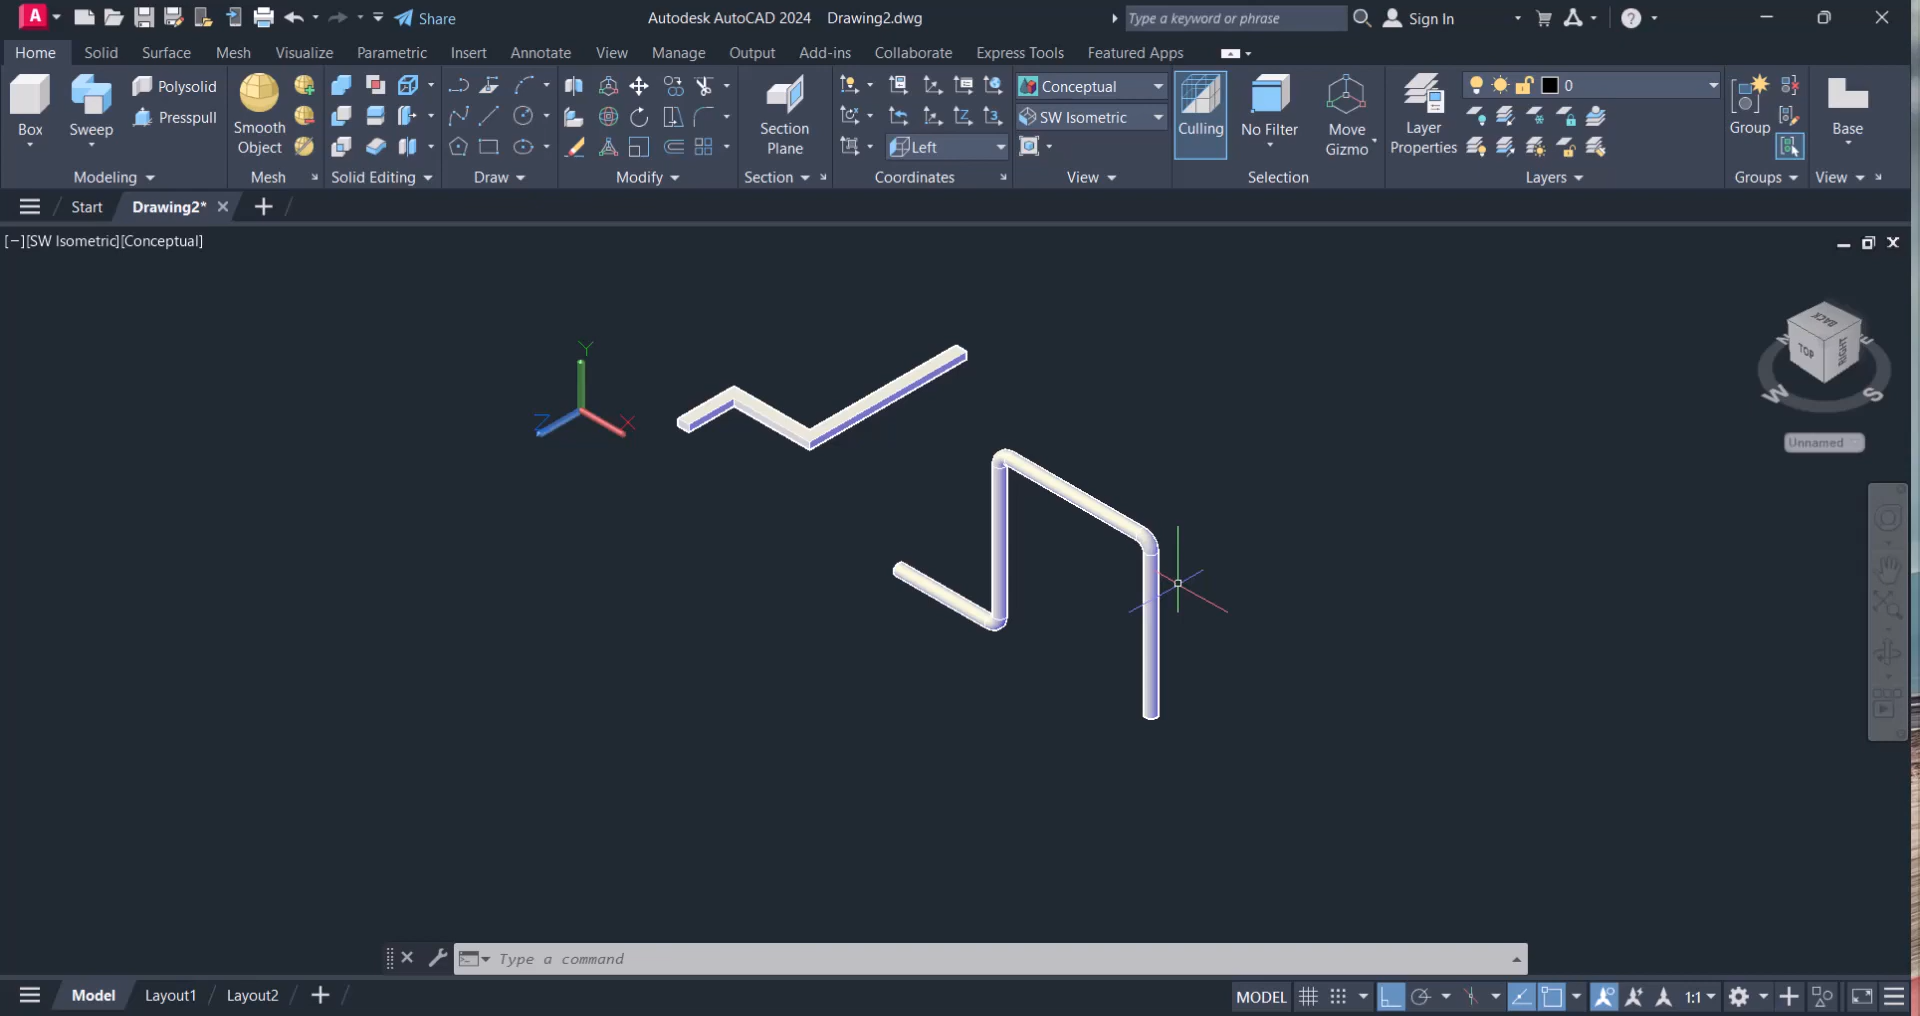 A Share Autodesk AutoCAD 2024 Drawing2.dwg Type a keyword or phrase Sign In
Home Solid Surface Mesh Visualize Parametric Insert Annotate View Manage Output Add-ins Collaborate Express Tools Featured Apps
Box Sweep Polysolid Presspull Smooth Object Section Plane Left Conceptual SW Isometric Culling No Filter Move Gizmo Layer Properties 0 Group Base
Modeling Mesh Solid Editing Draw Modify Section Coordinates View Selection Layers Groups View
Start Drawing2*
[−][SW Isometric][Conceptual]
BACK
TOP RIGHT
W S
Unnamed
Y
Z X
Type a command
Model Layout1 Layout2 MODEL 1:1